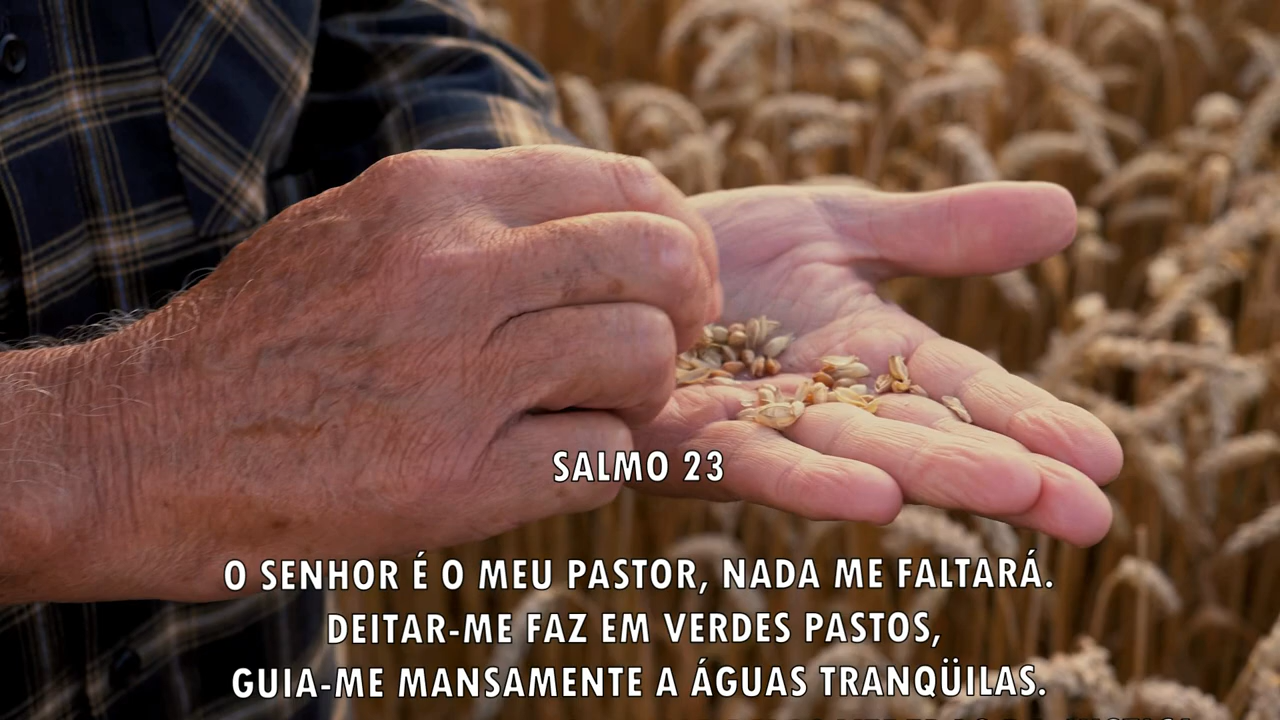 SALMO 23
O SENHOR É O MEU PASTOR, NADA ME FALTARÁ.
DEITAR-ME FAZ EM VERDES PASTOS,
GUIA-ME MANSAMENTE A ÁGUAS TRANQÜILAS.